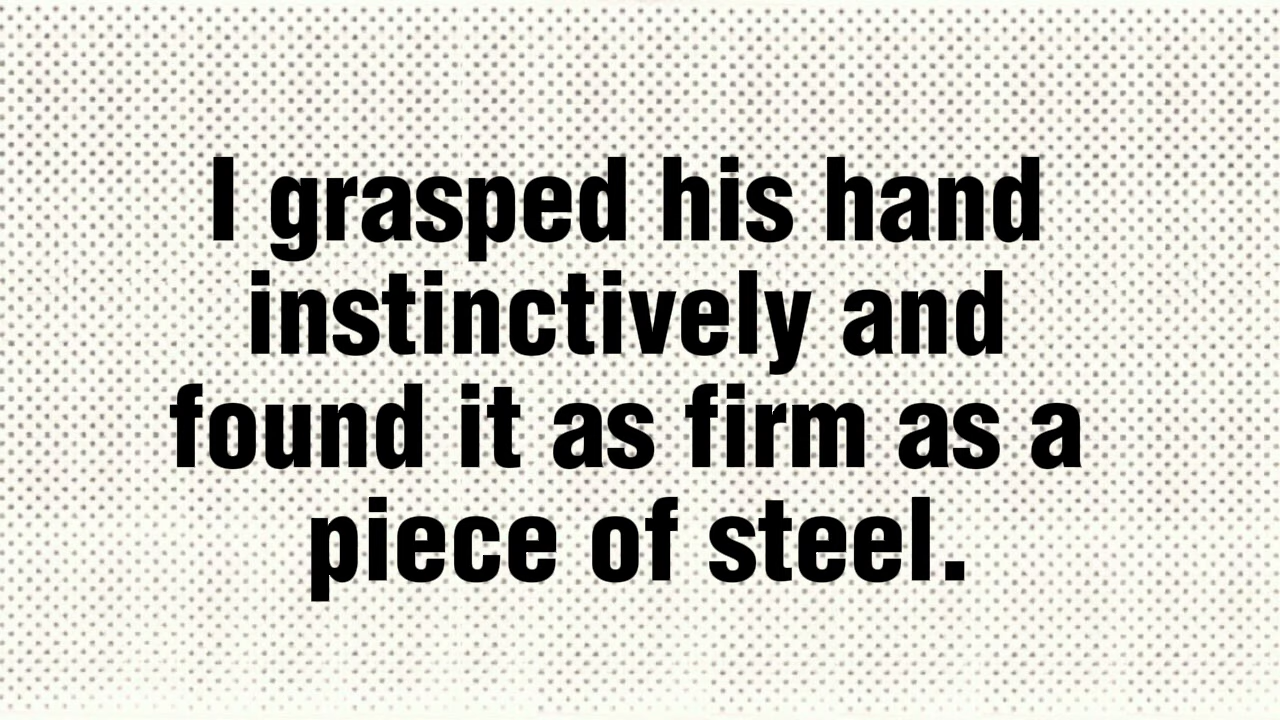 I grasped his hand
instinctively and
found it as firm as a
piece of steel.